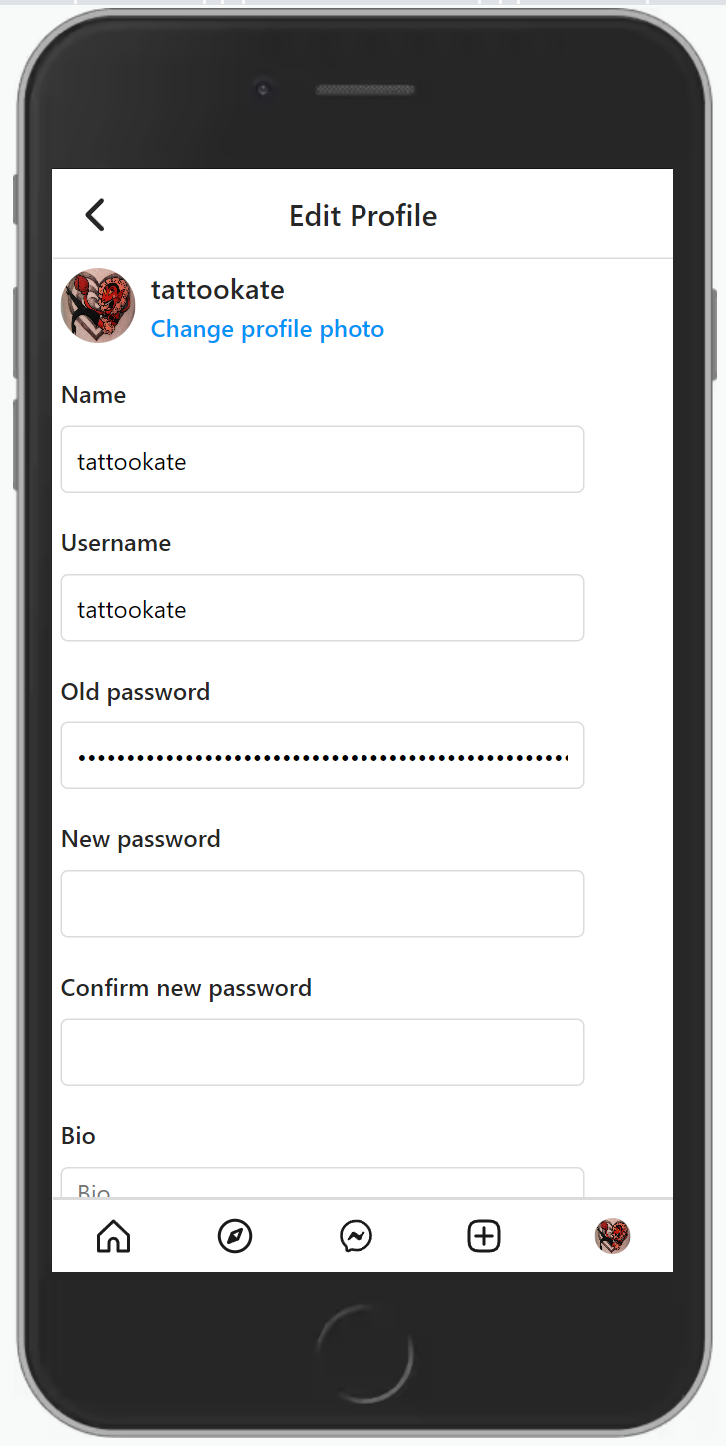 Edit Profile
tattookate
Change profile photo
Name
tattookate
Username
tattookate
Old password
••••••••••••••••••••••••••••••••••••••••••••••••••
New password
Confirm new password
Bio
Bio